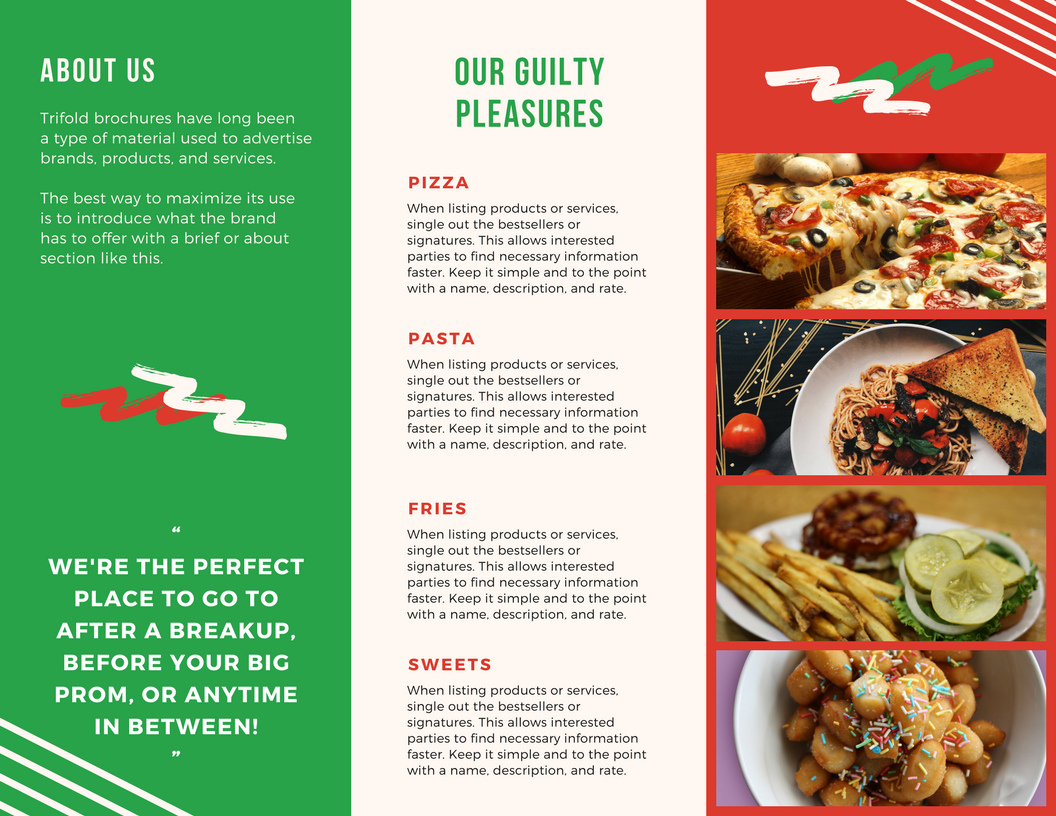 ABOUT US
Trifold brochures have long been
a type of material used to advertise
brands, products, and services.
The best way to maximize its use
is to introduce what the brand
has to offer with a brief or about
section like this.
“
WE'RE THE PERFECT
PLACE TO GO TO
AFTER A BREAKUP,
BEFORE YOUR BIG
PROM, OR ANYTIME
IN BETWEEN!
”
OUR GUILTY
PLEASURES
PIZZA
When listing products or services,
single out the bestsellers or
signatures. This allows interested
parties to find necessary information
faster. Keep it simple and to the point
with a name, description, and rate.
PASTA
When listing products or services,
single out the bestsellers or
signatures. This allows interested
parties to find necessary information
faster. Keep it simple and to the point
with a name, description, and rate.
FRIES
When listing products or services,
single out the bestsellers or
signatures. This allows interested
parties to find necessary information
faster. Keep it simple and to the point
with a name, description, and rate.
SWEETS
When listing products or services,
single out the bestsellers or
signatures. This allows interested
parties to find necessary information
faster. Keep it simple and to the point
with a name, description, and rate.